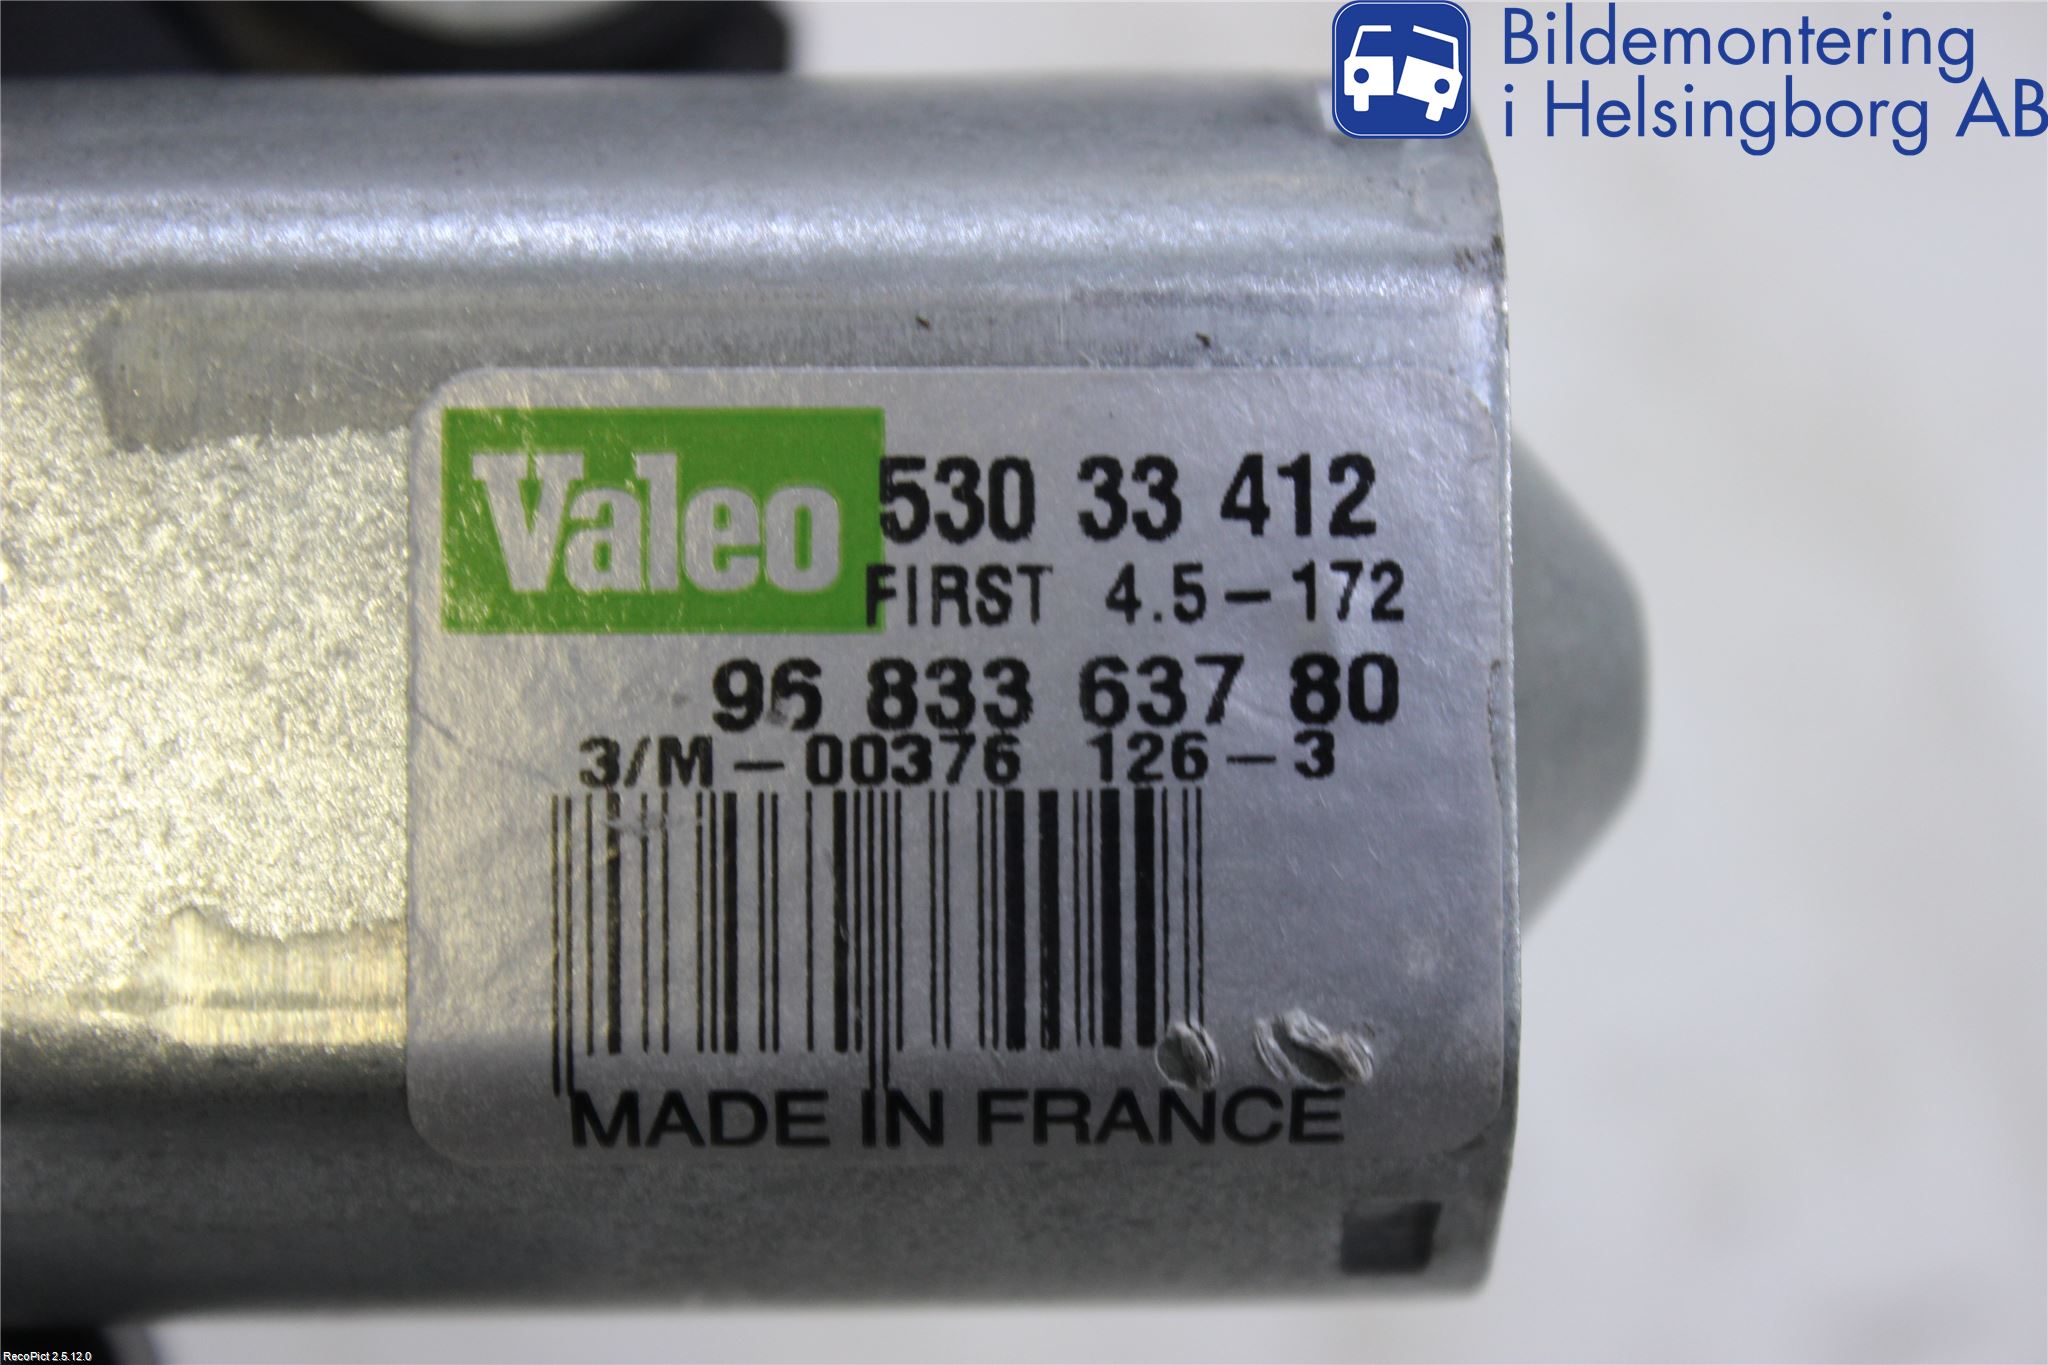 Bildemontering
i Helsingborg AB
Valeo
530 33 412
FIRST 4.5-172
96 833 637 80
3/M-00376 126-3
MADE IN FRANCE
RecoPict 2.5.12.0